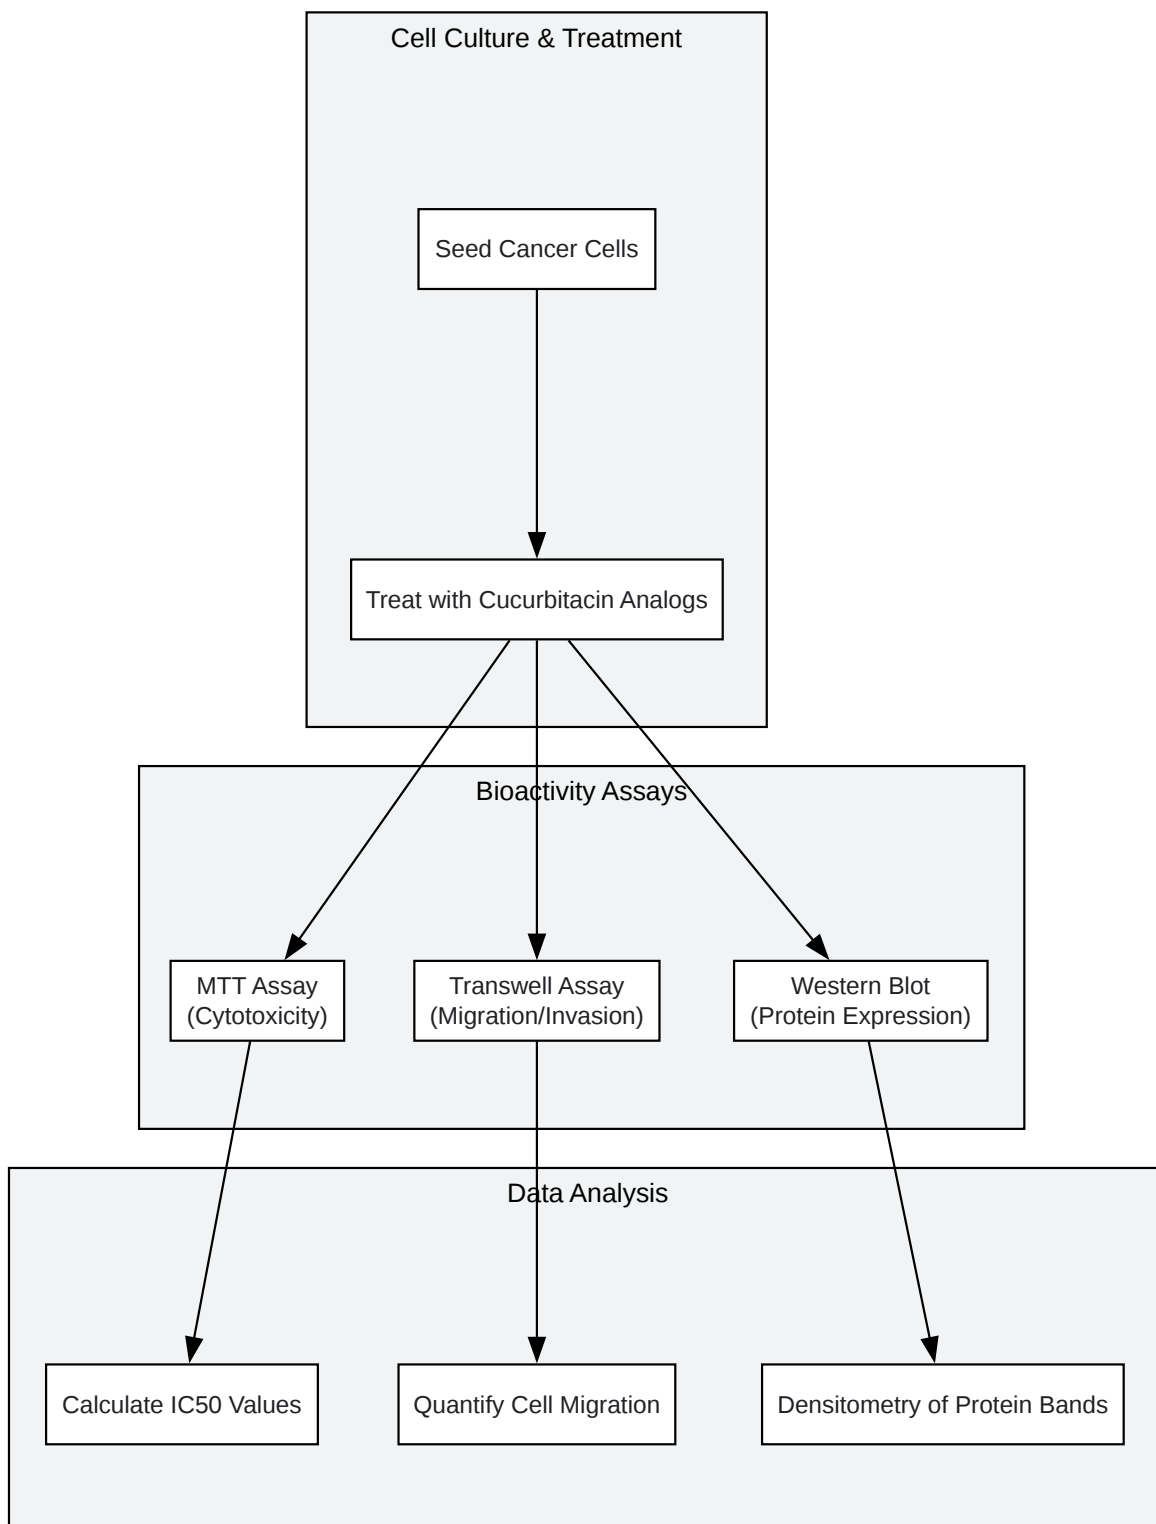 Cell Culture & Treatment
Seed Cancer Cells
Treat with Cucurbitacin Analogs
Bioactivity Assays
MTT Assay
(Cytotoxicity)
Transwell Assay
(Migration/Invasion)
Western Blot
(Protein Expression)
Data Analysis
Calculate IC50 Values
Quantify Cell Migration
Densitometry of Protein Bands